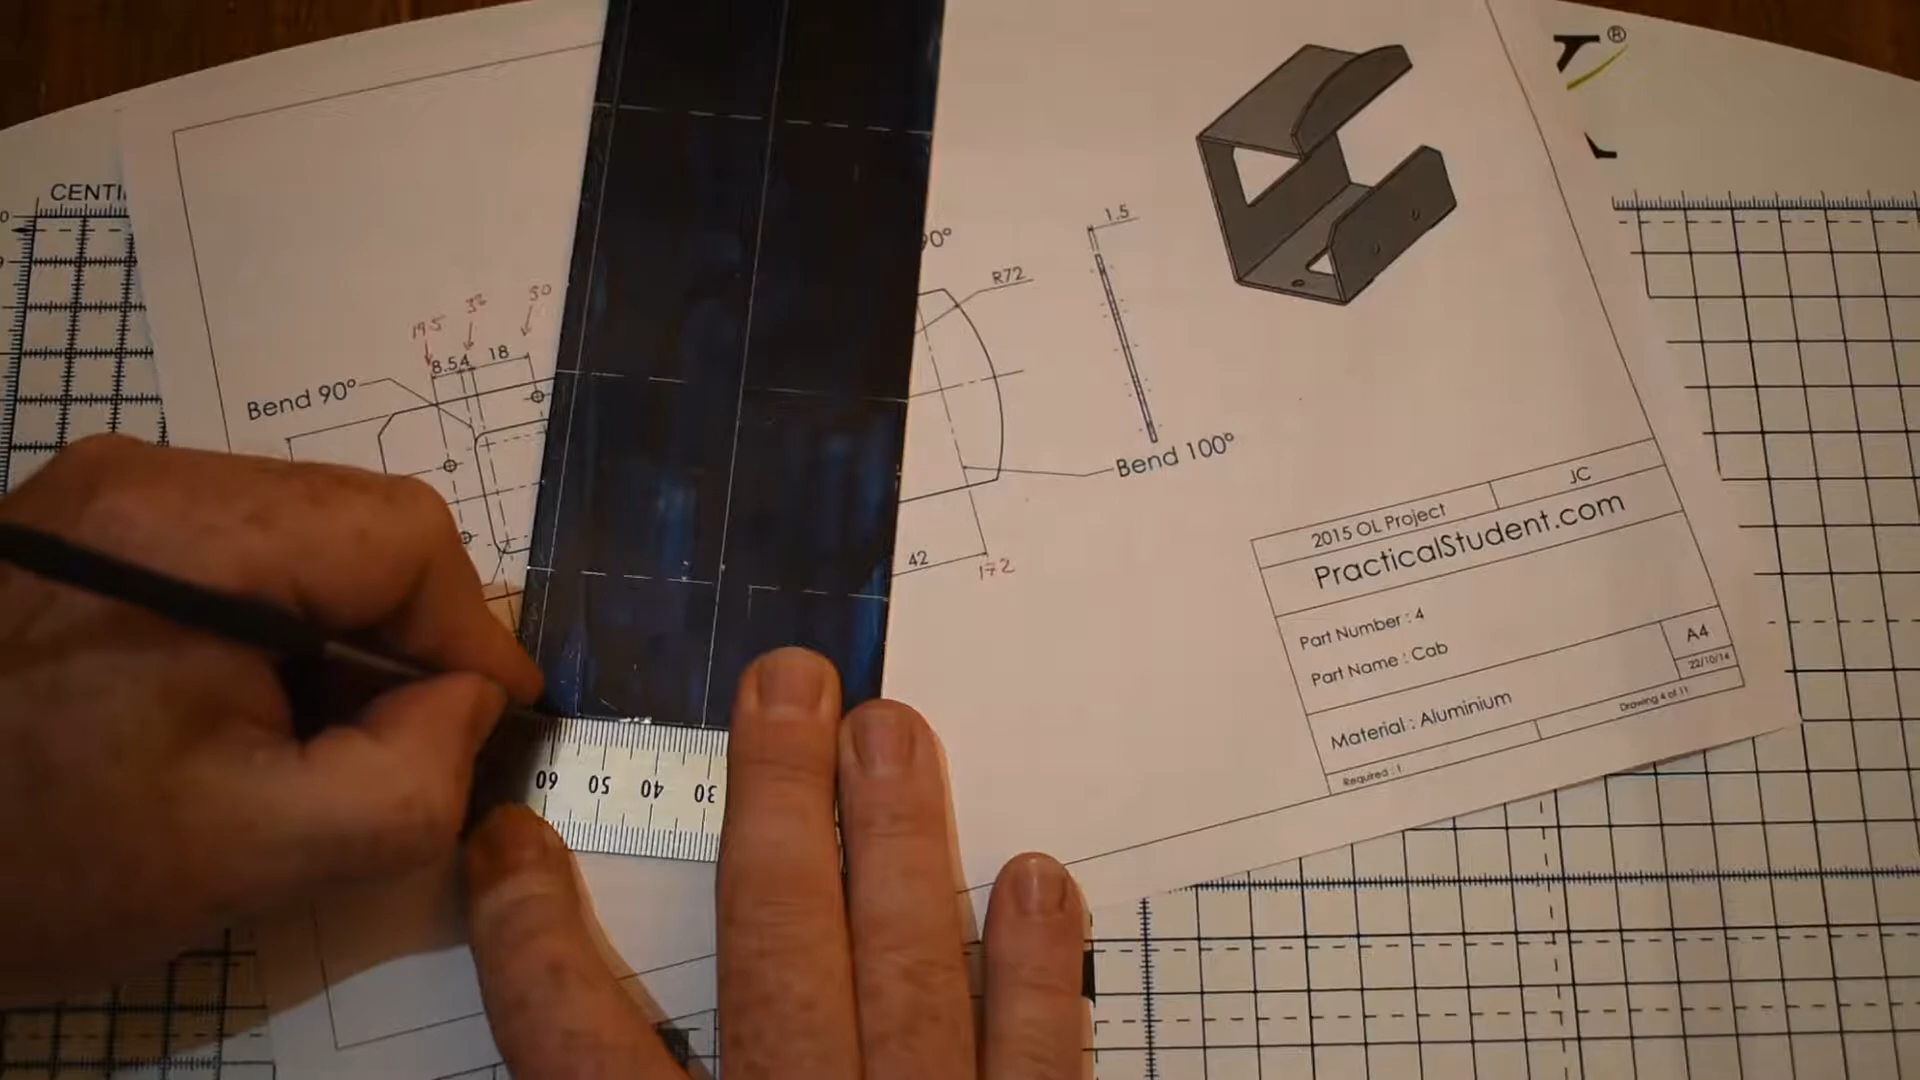 CENTI
®
1.5
90°
R72
50
32
19.5
8.5
4
18
Bend 90°
Bend 100°
42
172
JC
2015 OL Project
PracticalStudent.com
Part Number : 4
A4
Part Name : Cab
22/10/14
Material : Aluminium
Drawing 4 of 11
Required : 1
60
50
40
30